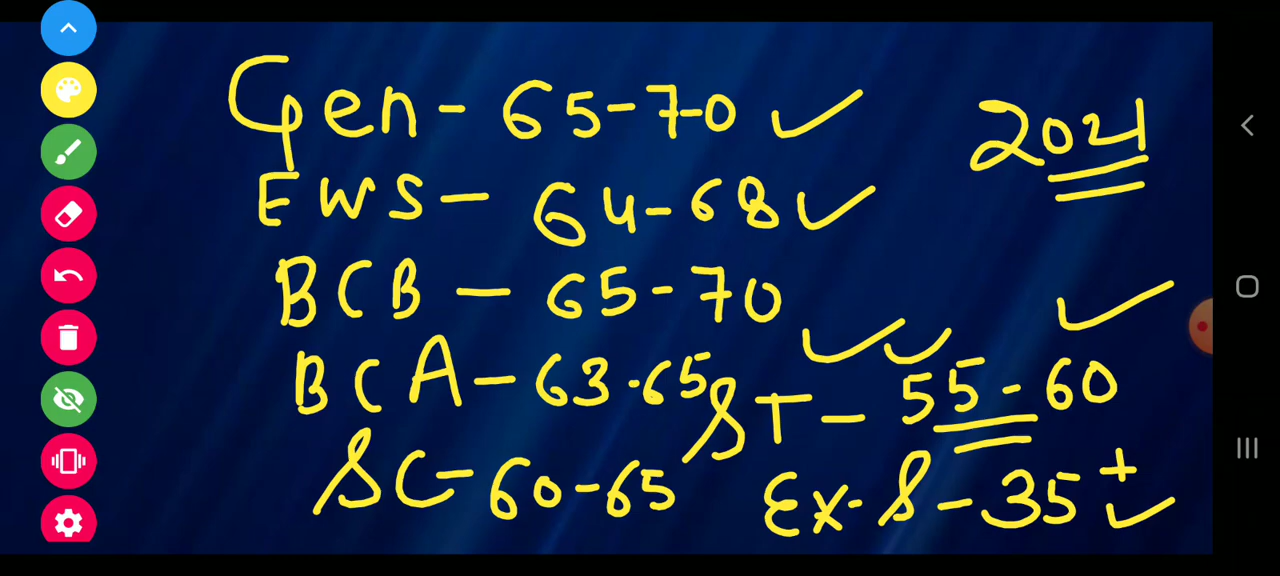 Gen - 65-70
2021
EWS - 64-68
BCB - 65-70
BCA - 63-65
ST - 55-60
SC - 60-65
Ex-S - 35+